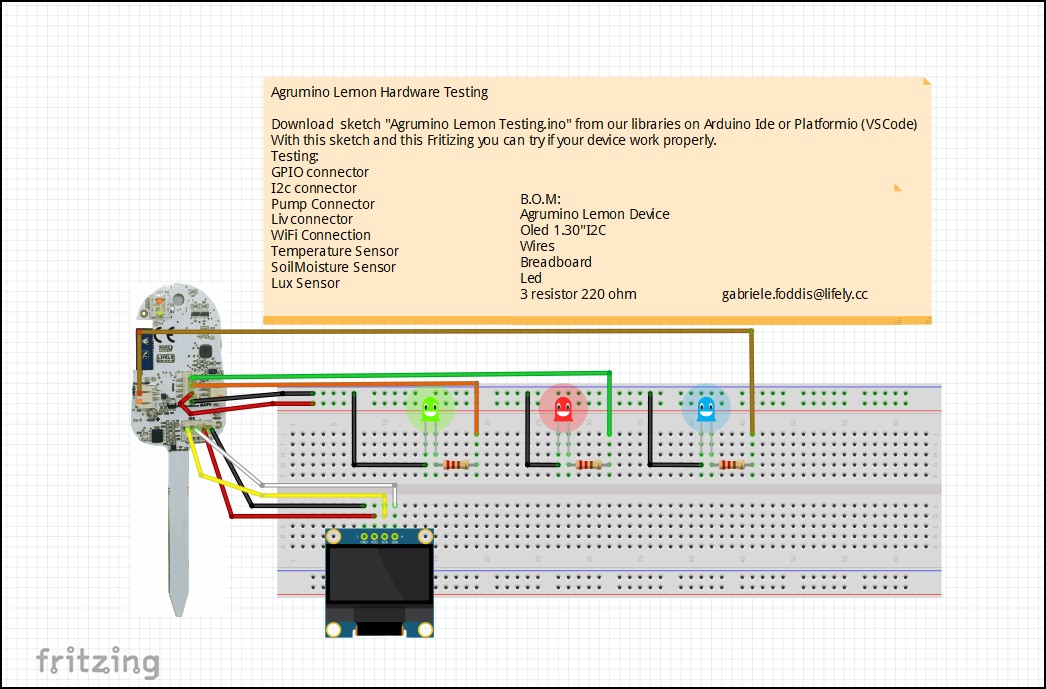 Agrumino Lemon Hardware Testing
Download sketch "Agrumino Lemon Testing.ino" from our libraries on Arduino Ide or Platformio (VSCode)
With this sketch and this Fritizing you can try if your device work properly.
Testing:
GPIO connector
I2c connector
Pump Connector
Liv connector
WiFi Connection
Temperature Sensor
SoilMoisture Sensor
Lux Sensor
B.O.M:
Agrumino Lemon Device
Oled 1.30"I2C
Wires
Breadboard
Led
3 resistor 220 ohm
gabriele.foddis@lifely.cc
CE
fritzing